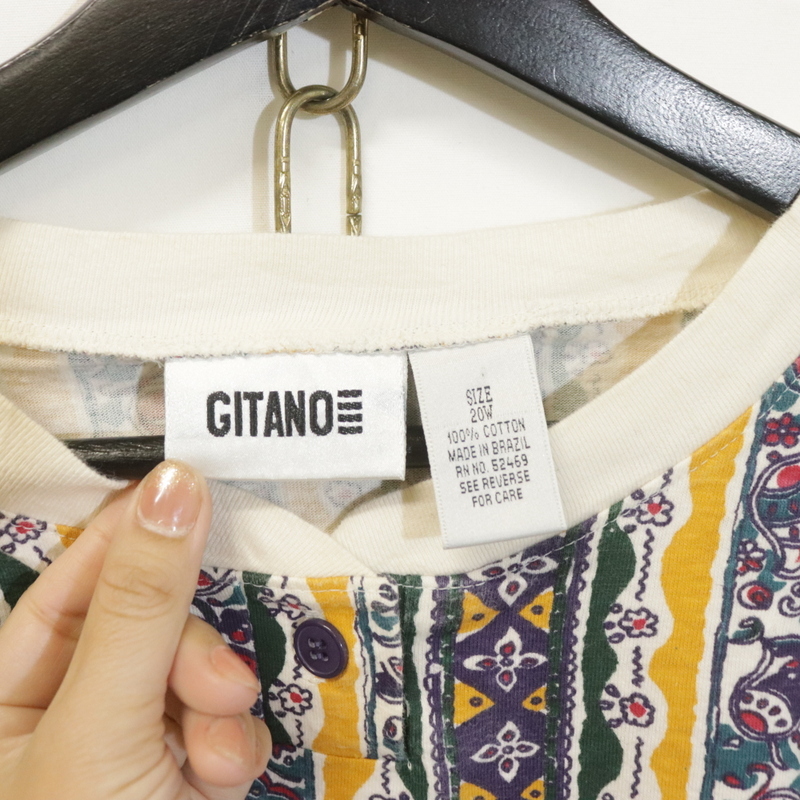 GITANO
SIZE
20W
100% COTTON
MADE IN BRAZIL
RN NO. 62469
SEE REVERSE
FOR CARE